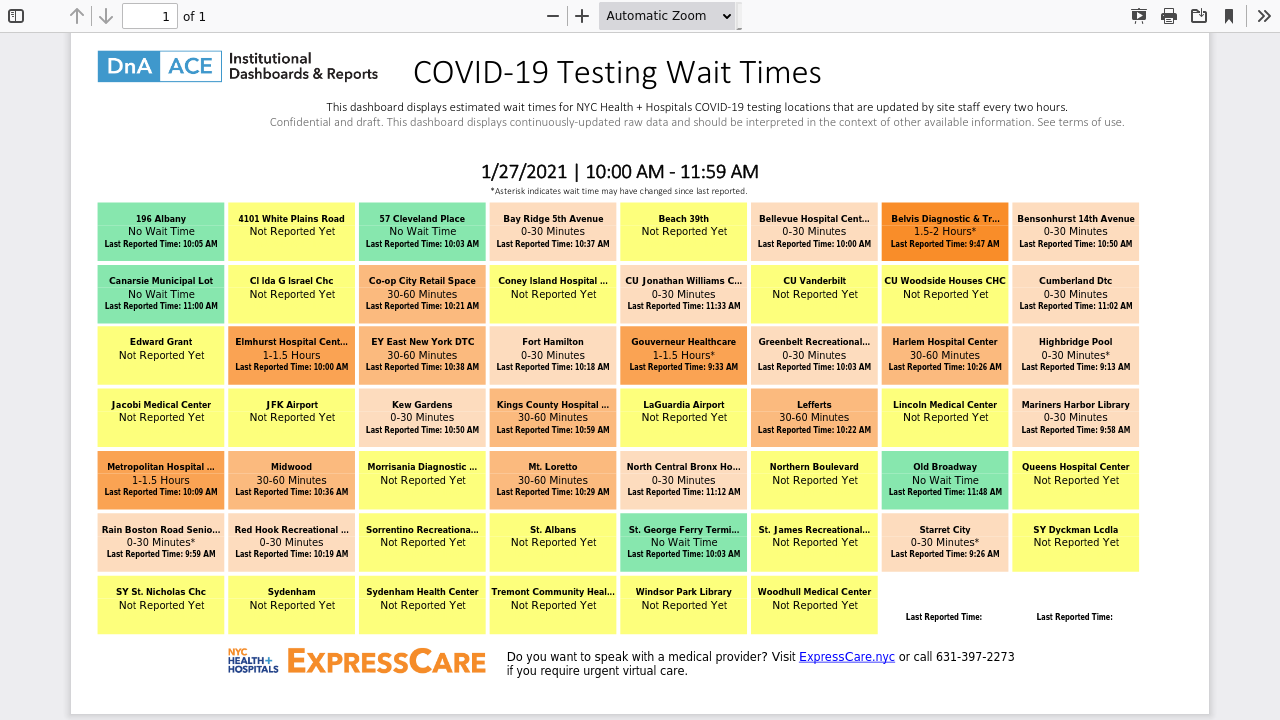 1 of 1 Automatic Zoom
DnA ACE Institutional Dashboards & Reports
COVID-19 Testing Wait Times
This dashboard displays estimated wait times for NYC Health + Hospitals COVID-19 testing locations that are updated by site staff every two hours.
Confidential and draft. This dashboard displays continuously-updated raw data and should be interpreted in the context of other available information. See terms of use.
1/27/2021 | 10:00 AM - 11:59 AM
*Asterisk indicates wait time may have changed since last reported.
196 Albany
No Wait Time
Last Reported Time: 10:05 AM
4101 White Plains Road
Not Reported Yet
57 Cleveland Place
No Wait Time
Last Reported Time: 10:03 AM
Bay Ridge 5th Avenue
0-30 Minutes
Last Reported Time: 10:37 AM
Beach 39th
Not Reported Yet
Bellevue Hospital Cent...
0-30 Minutes
Last Reported Time: 10:00 AM
Belvis Diagnostic & Tr...
1.5-2 Hours*
Last Reported Time: 9:47 AM
Bensonhurst 14th Avenue
0-30 Minutes
Last Reported Time: 10:50 AM
Canarsie Municipal Lot
No Wait Time
Last Reported Time: 11:00 AM
Cl Ida G Israel Chc
Not Reported Yet
Co-op City Retail Space
30-60 Minutes
Last Reported Time: 10:21 AM
Coney Island Hospital ...
Not Reported Yet
CU Jonathan Williams C...
0-30 Minutes
Last Reported Time: 11:33 AM
CU Vanderbilt
Not Reported Yet
CU Woodside Houses CHC
Not Reported Yet
Cumberland Dtc
0-30 Minutes
Last Reported Time: 11:02 AM
Edward Grant
Not Reported Yet
Elmhurst Hospital Cent...
1-1.5 Hours
Last Reported Time: 10:00 AM
EY East New York DTC
30-60 Minutes
Last Reported Time: 10:38 AM
Fort Hamilton
0-30 Minutes
Last Reported Time: 10:18 AM
Gouverneur Healthcare
1-1.5 Hours*
Last Reported Time: 9:33 AM
Greenbelt Recreational...
0-30 Minutes
Last Reported Time: 10:03 AM
Harlem Hospital Center
30-60 Minutes
Last Reported Time: 10:26 AM
Highbridge Pool
0-30 Minutes*
Last Reported Time: 9:13 AM
Jacobi Medical Center
Not Reported Yet
JFK Airport
Not Reported Yet
Kew Gardens
0-30 Minutes
Last Reported Time: 10:50 AM
Kings County Hospital ...
30-60 Minutes
Last Reported Time: 10:59 AM
LaGuardia Airport
Not Reported Yet
Lefferts
30-60 Minutes
Last Reported Time: 10:22 AM
Lincoln Medical Center
Not Reported Yet
Mariners Harbor Library
0-30 Minutes
Last Reported Time: 9:58 AM
Metropolitan Hospital ...
1-1.5 Hours
Last Reported Time: 10:09 AM
Midwood
30-60 Minutes
Last Reported Time: 10:36 AM
Morrisania Diagnostic ...
Not Reported Yet
Mt. Loretto
30-60 Minutes
Last Reported Time: 10:29 AM
North Central Bronx Ho...
0-30 Minutes
Last Reported Time: 11:12 AM
Northern Boulevard
Not Reported Yet
Old Broadway
No Wait Time
Last Reported Time: 11:48 AM
Queens Hospital Center
Not Reported Yet
Rain Boston Road Senio...
0-30 Minutes*
Last Reported Time: 9:59 AM
Red Hook Recreational ...
0-30 Minutes
Last Reported Time: 10:19 AM
Sorrentino Recreationa...
Not Reported Yet
St. Albans
Not Reported Yet
St. George Ferry Termi...
No Wait Time
Last Reported Time: 10:03 AM
St. James Recreational...
Not Reported Yet
Starret City
0-30 Minutes*
Last Reported Time: 9:26 AM
SY Dyckman Lcdla
Not Reported Yet
SY St. Nicholas Chc
Not Reported Yet
Sydenham
Not Reported Yet
Sydenham Health Center
Not Reported Yet
Tremont Community Heal...
Not Reported Yet
Windsor Park Library
Not Reported Yet
Woodhull Medical Center
Not Reported Yet
Last Reported Time:
Last Reported Time:
NYC HEALTH+ HOSPITALS
EXPRESSCARE
Do you want to speak with a medical provider? Visit ExpressCare.nyc or call 631-397-2273
if you require urgent virtual care.